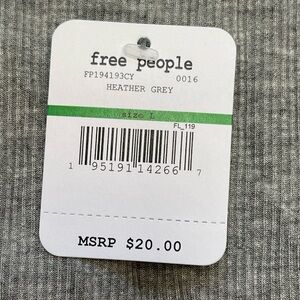 free people
FP194193CY 0016
HEATHER GREY
size L
FL_119
1 95191 14266 7
MSRP $20.00